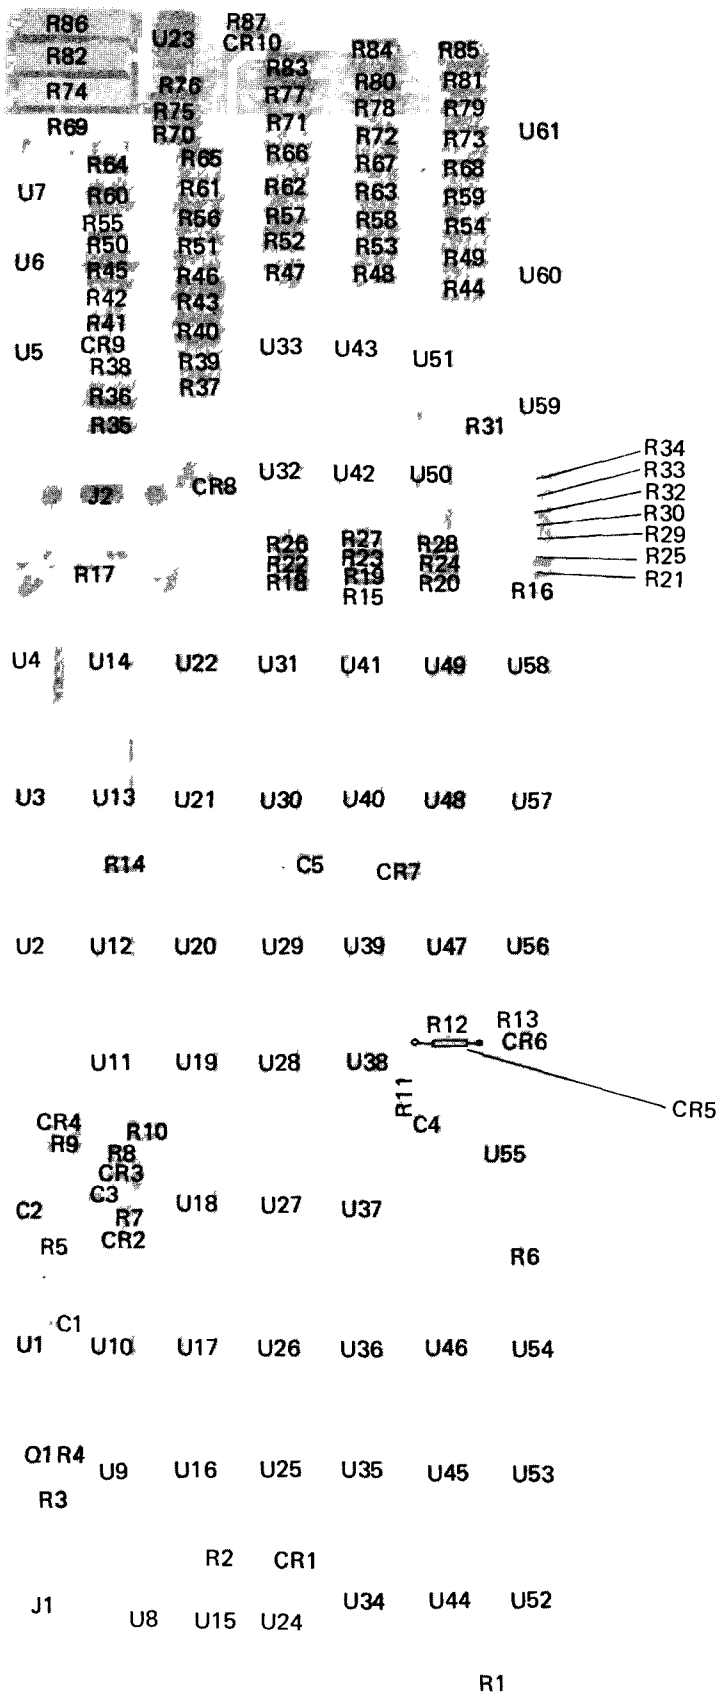 R86 R87
U23 CR10
R82 R84 R85
R83
R74 R76 R77 R80 R81
R75 R78 R79
R69 R70 R71 R72 R73 U61
R64 R65 R66 R67 R68
U7 R60 R61 R62 R63 R59
R55 R56 R57 R58 R54
R50 R51 R52 R53
U6 R45 R46 R47 R48 R49 U60
R42 R43 R44
R41 R40
U5 CR9 R39 U33 U43 U51
R38 R37
R36 U59
R35 R31
R34
U32 U42 U50 R33
J2 CR8 R32
R30
R26 R27 R28 R29
R22 R23 R24 R25
R17 R18 R19 R20 R21
R15 R16
U4 U14 U22 U31 U41 U49 U58
U3 U13 U21 U30 U40 U48 U57
R14 C5 CR7
U2 U12 U20 U29 U39 U47 U56
R12 R13
CR6
U11 U19 U28 U38
R11 CR5
CR4 R10 C4
R9 R8 U55
CR3
C3 U18 U27 U37
C2 R7
R5 CR2 R6
C1
U1 U10 U17 U26 U36 U46 U54
Q1 R4 U9 U16 U25 U35 U45 U53
R3
R2 CR1
J1 U34 U44 U52
U8 U15 U24
R1